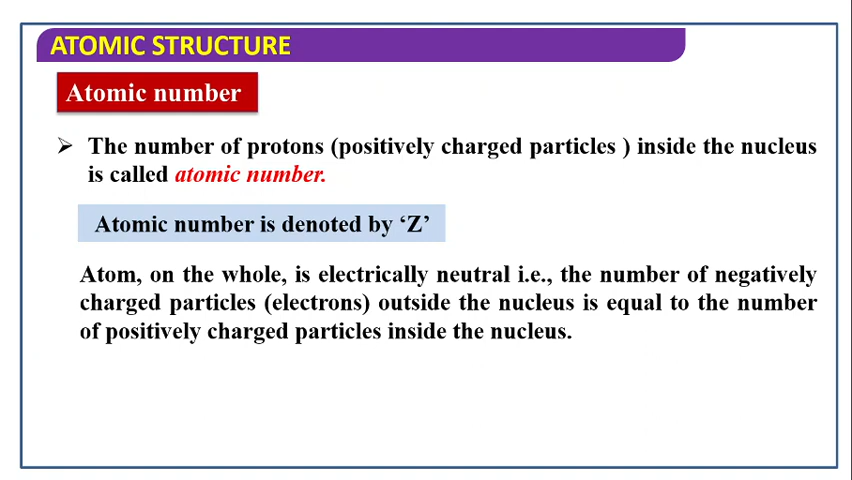 ATOMIC STRUCTURE
Atomic number
➢ The number of protons (positively charged particles ) inside the nucleus
is called atomic number.
Atomic number is denoted by ‘Z’
Atom, on the whole, is electrically neutral i.e., the number of negatively
charged particles (electrons) outside the nucleus is equal to the number
of positively charged particles inside the nucleus.